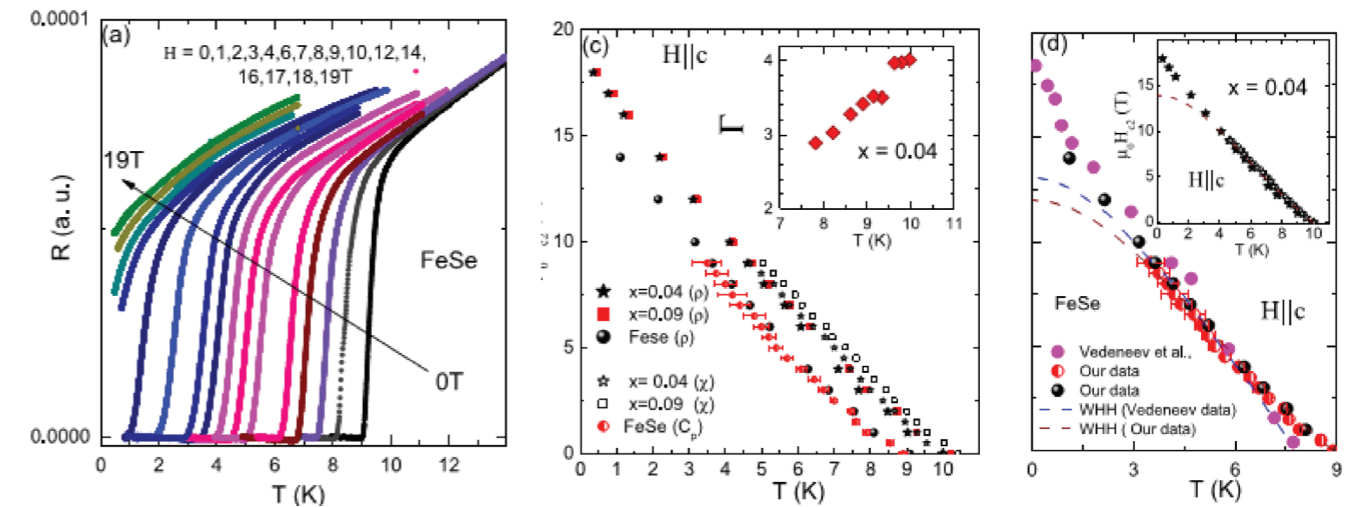 (a)
H = 0,1,2,3,4,6,7,8,9,10,12,14,
16,17,18,19T
19T
0T
FeSe
R (a. u.)
0.0001
0.0000
0 2 4 6 8 10 12
T (K)
(c)
H||c
Γ
x = 0.04
4
3
2
7 8 9 10 11
T (K)
20
15
10
5
0
x=0.04 (ρ)
x=0.09 (ρ)
Fese (ρ)
x= 0.04 (χ)
x=0.09 (χ)
FeSe (Cp)
0 1 2 3 4 5 6 7 8 9 10 11
T (K)
(d)
x = 0.04
μ0Hc2 (T)
20
15
10
5
0
H||c
0 2 4 6 8 10
T (K)
H||c
FeSe
Vedeneev et al.,
Our data
Our data
WHH (Vedeneev data)
WHH ( Our data)
0 3 6 9
T (K)